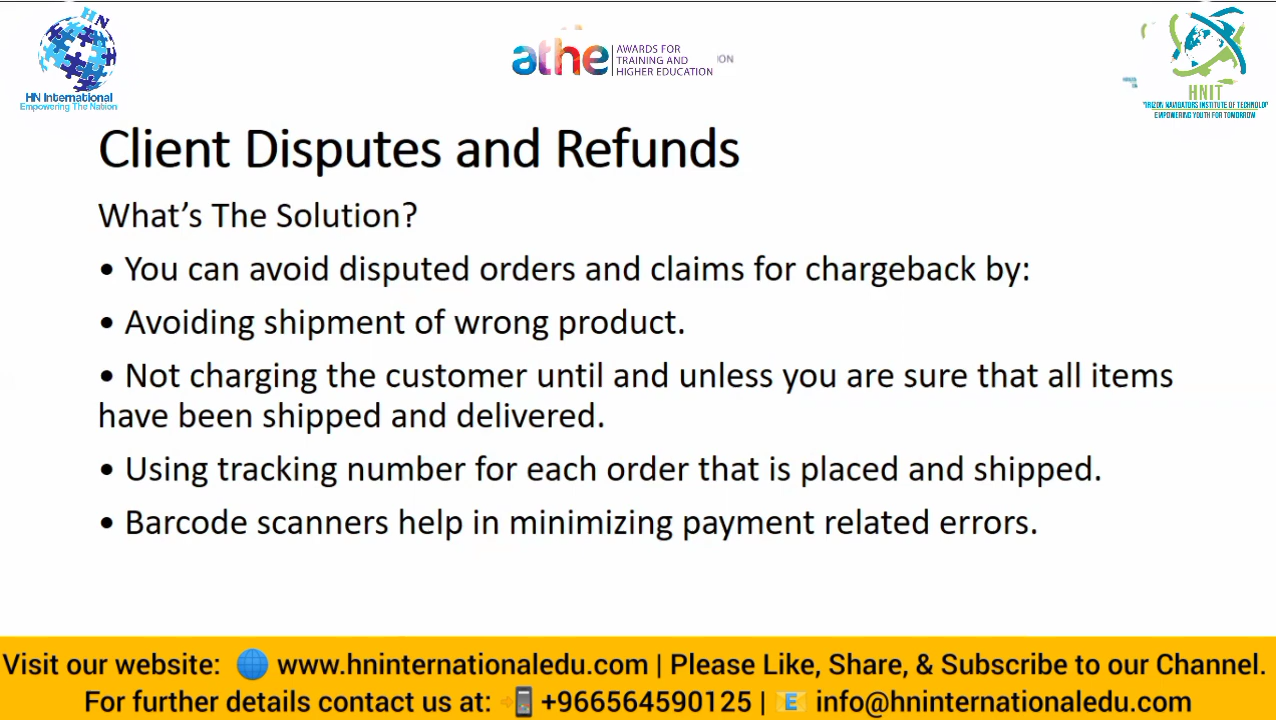 HN
HN International
Empowering The Nation
athe
AWARDS FOR
TRAINING AND
HIGHER EDUCATION
ON
HNIT
NAVIGATORS INSTITUTE OF
EMPOWERING YOUTH FOR TOMORROW
Client Disputes and Refunds
What’s The Solution?
• You can avoid disputed orders and claims for chargeback by:
• Avoiding shipment of wrong product.
• Not charging the customer until and unless you are sure that all items
have been shipped and delivered.
• Using tracking number for each order that is placed and shipped.
• Barcode scanners help in minimizing payment related errors.
Visit our website: 🌐 www.hninternationaledu.com | Please Like, Share, & Subscribe to our Channel.
For further details contact us at: 📲 +966564590125 | 📧 info@hninternationaledu.com